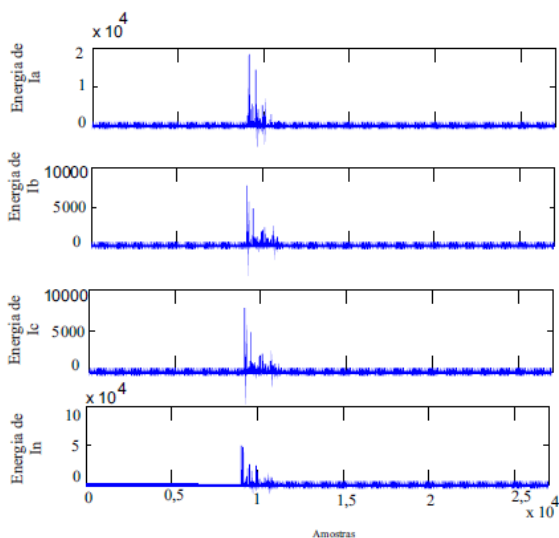 x 10^4
Energia de
Ia
2
1
0
Energia de
Ib
10000
5000
0
Energia de
Ic
10000
5000
0
x 10^4
Energia de
In
10
5
0
0 0,5 1 1,5 2 2,5
x 10^4
Amostras